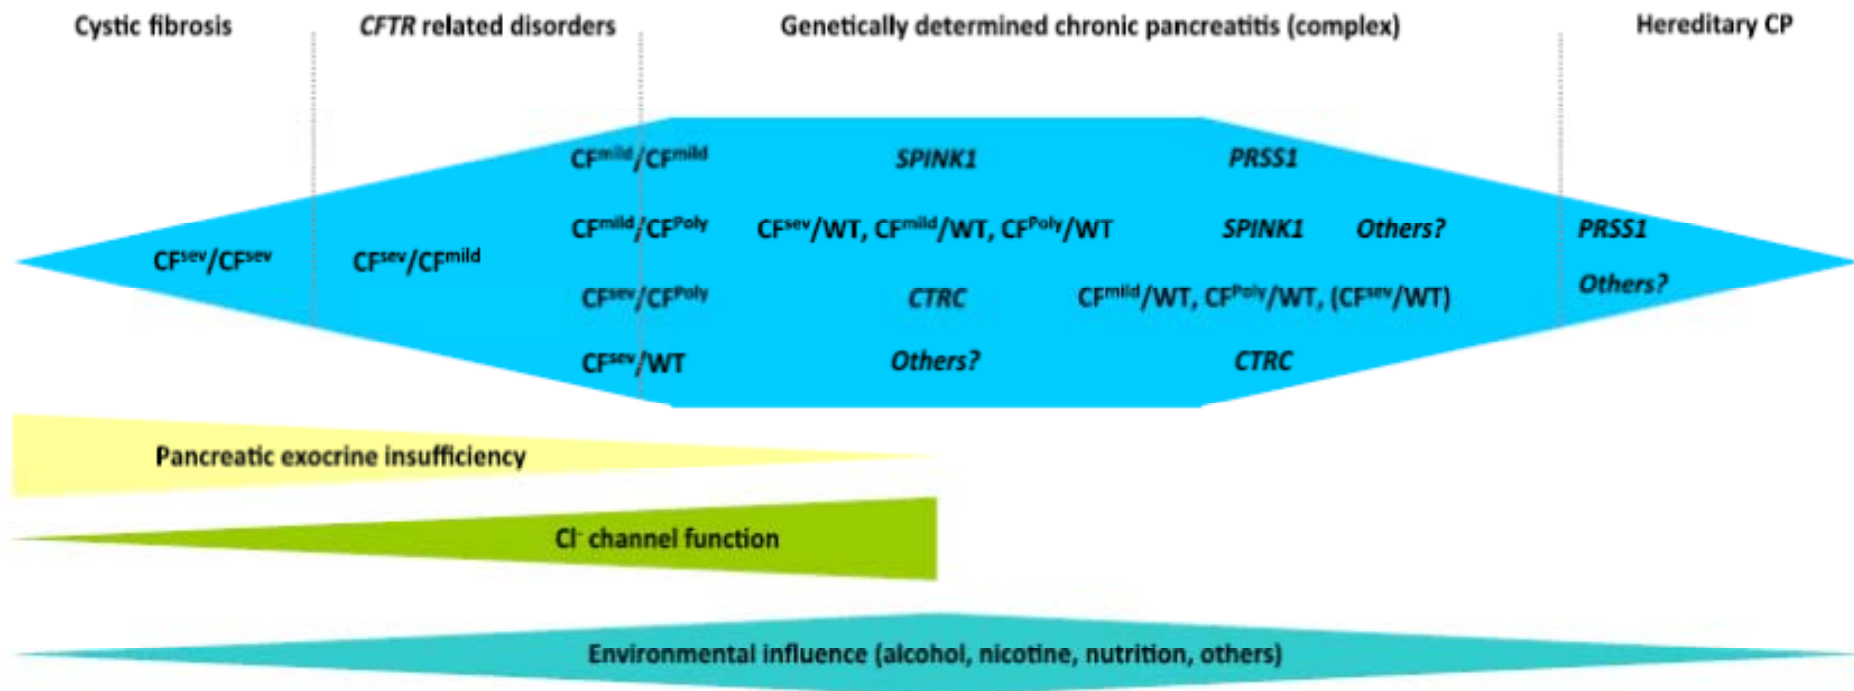 Cystic fibrosis CFTR related disorders Genetically determined chronic pancreatitis (complex) Hereditary CP
CFmild/CFmild SPINK1 PRSS1
CFmild/CFPoly CFsev/WT, CFmild/WT, CFPoly/WT SPINK1 Others? PRSS1
CFsev/CFsev CFsev/CFmild
CFsev/CFPoly CTRC CFmild/WT, CFPoly/WT, (CFsev/WT) Others?
CFsev/WT Others? CTRC
Pancreatic exocrine insufficiency
Cl- channel function
Environmental influence (alcohol, nicotine, nutrition, others)